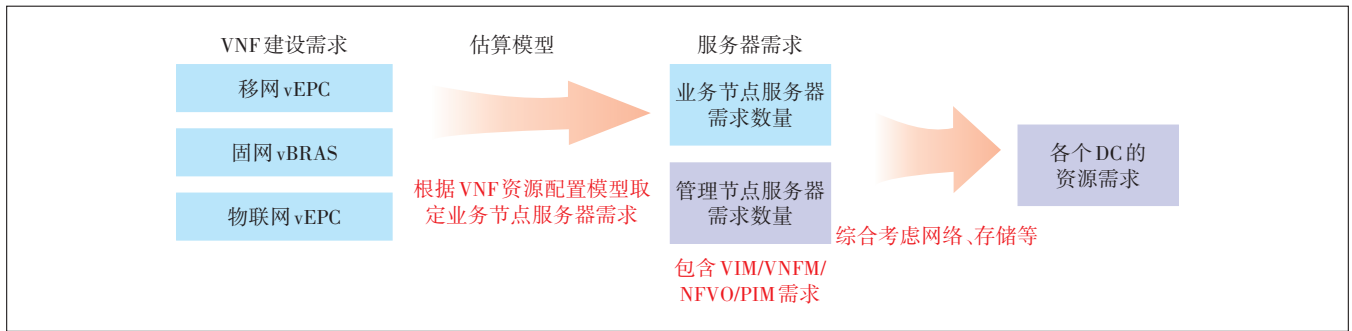 VNF建设需求
估算模型
服务器需求
移网vEPC
固网vBRAS
物联网vEPC
根据VNF资源配置模型取
定业务节点服务器需求
业务节点服务器
需求数量
管理节点服务器
需求数量
包含VIM/VNFM/
NFVO/PIM需求
综合考虑网络、存储等
各个DC的
资源需求